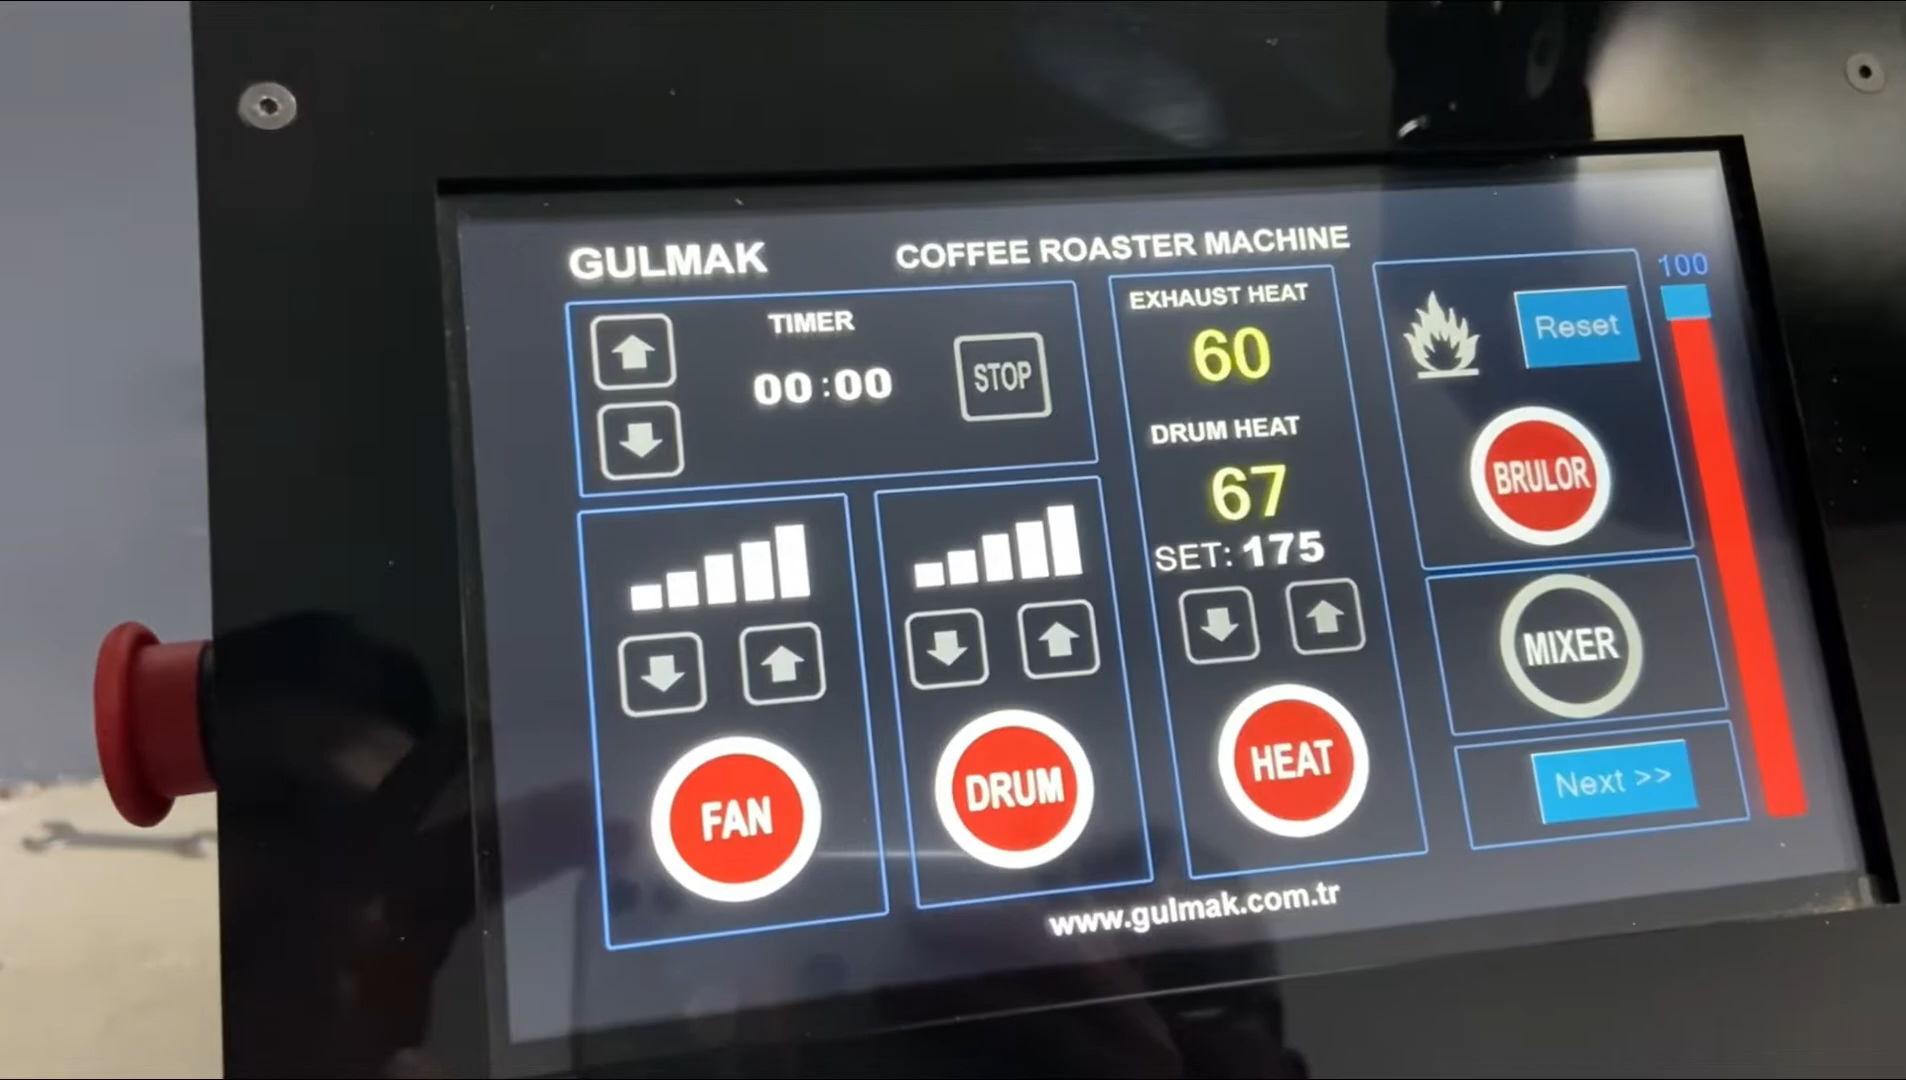 GULMAK
COFFEE ROASTER MACHINE
TIMER
00:00
STOP
EXHAUST HEAT
60
DRUM HEAT
67
SET: 175
Reset
100
BRULOR
MIXER
FAN
DRUM
HEAT
Next >>
www.gulmak.com.tr